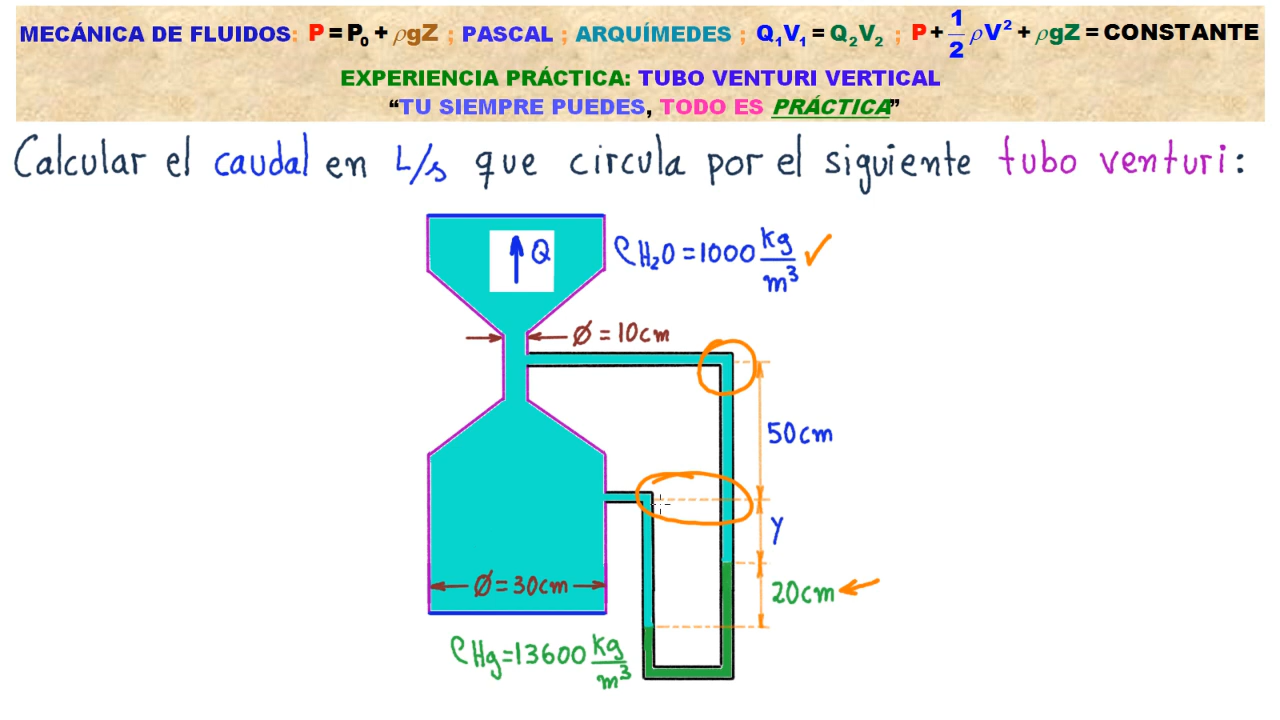 MECÁNICA DE FLUIDOS: P = P₀ + ρgZ ; PASCAL ; ARQUÍMEDES ; Q₁V₁ = Q₂V₂ ; P + 1/2 ρV² + ρgZ = CONSTANTE
EXPERIENCIA PRÁCTICA: TUBO VENTURI VERTICAL
“TU SIEMPRE PUEDES, TODO ES PRÁCTICA”
Calcular el caudal en L/s que circula por el siguiente tubo venturi:
Q
ρH₂O = 1000 kg/m³
Ø = 10cm
50cm
Y
Ø = 30cm
20cm
ρHg = 13600 kg/m³